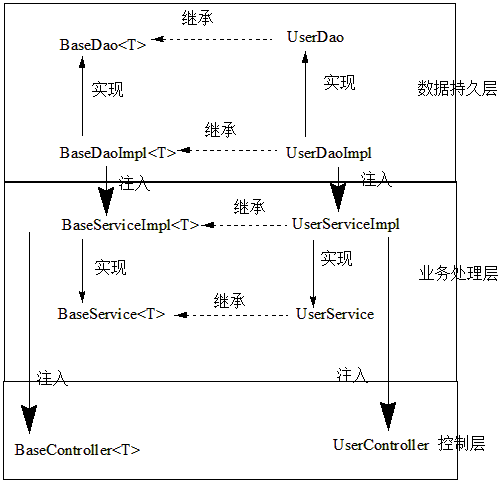 继承
BaseDao<T>
UserDao
实现
实现
数据持久层
继承
BaseDaoImpl<T>
UserDaoImpl
注入
注入
继承
BaseServiceImpl<T>
UserServiceImpl
实现
实现
业务处理层
继承
BaseService<T>
UserService
注入
注入
BaseController<T>
UserController
控制层